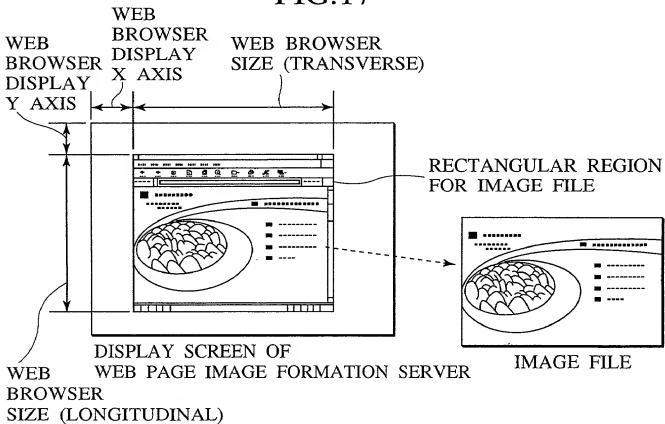 FIG.17
WEB
BROWSER
DISPLAY
X AXIS
WEB
BROWSER
DISPLAY
Y AXIS
WEB BROWSER
SIZE (TRANSVERSE)
RECTANGULAR REGION
FOR IMAGE FILE
DISPLAY SCREEN OF
WEB PAGE IMAGE FORMATION SERVER
IMAGE FILE
WEB
BROWSER
SIZE (LONGITUDINAL)